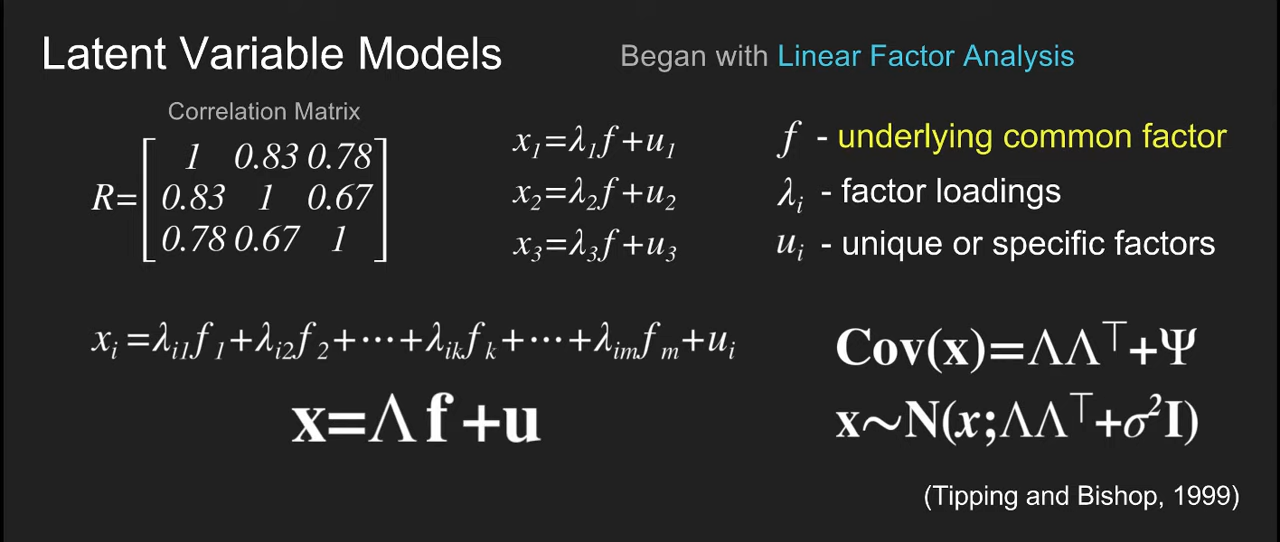 Latent Variable Models
Began with Linear Factor Analysis
Correlation Matrix
R=[1 0.83 0.78
0.83 1 0.67
0.78 0.67 1]
x₁=λ₁f+u₁
x₂=λ₂f+u₂
x₃=λ₃f+u₃
f - underlying common factor
λᵢ - factor loadings
uᵢ - unique or specific factors
xᵢ=λᵢ₁f₁+λᵢ₂f₂+⋯+λᵢₖfₖ+⋯+λᵢₘfₘ+uᵢ
x=Λf+u
Cov(x)=ΛΛ⊤+Ψ
x~N(x;ΛΛ⊤+σ²I)
(Tipping and Bishop, 1999)